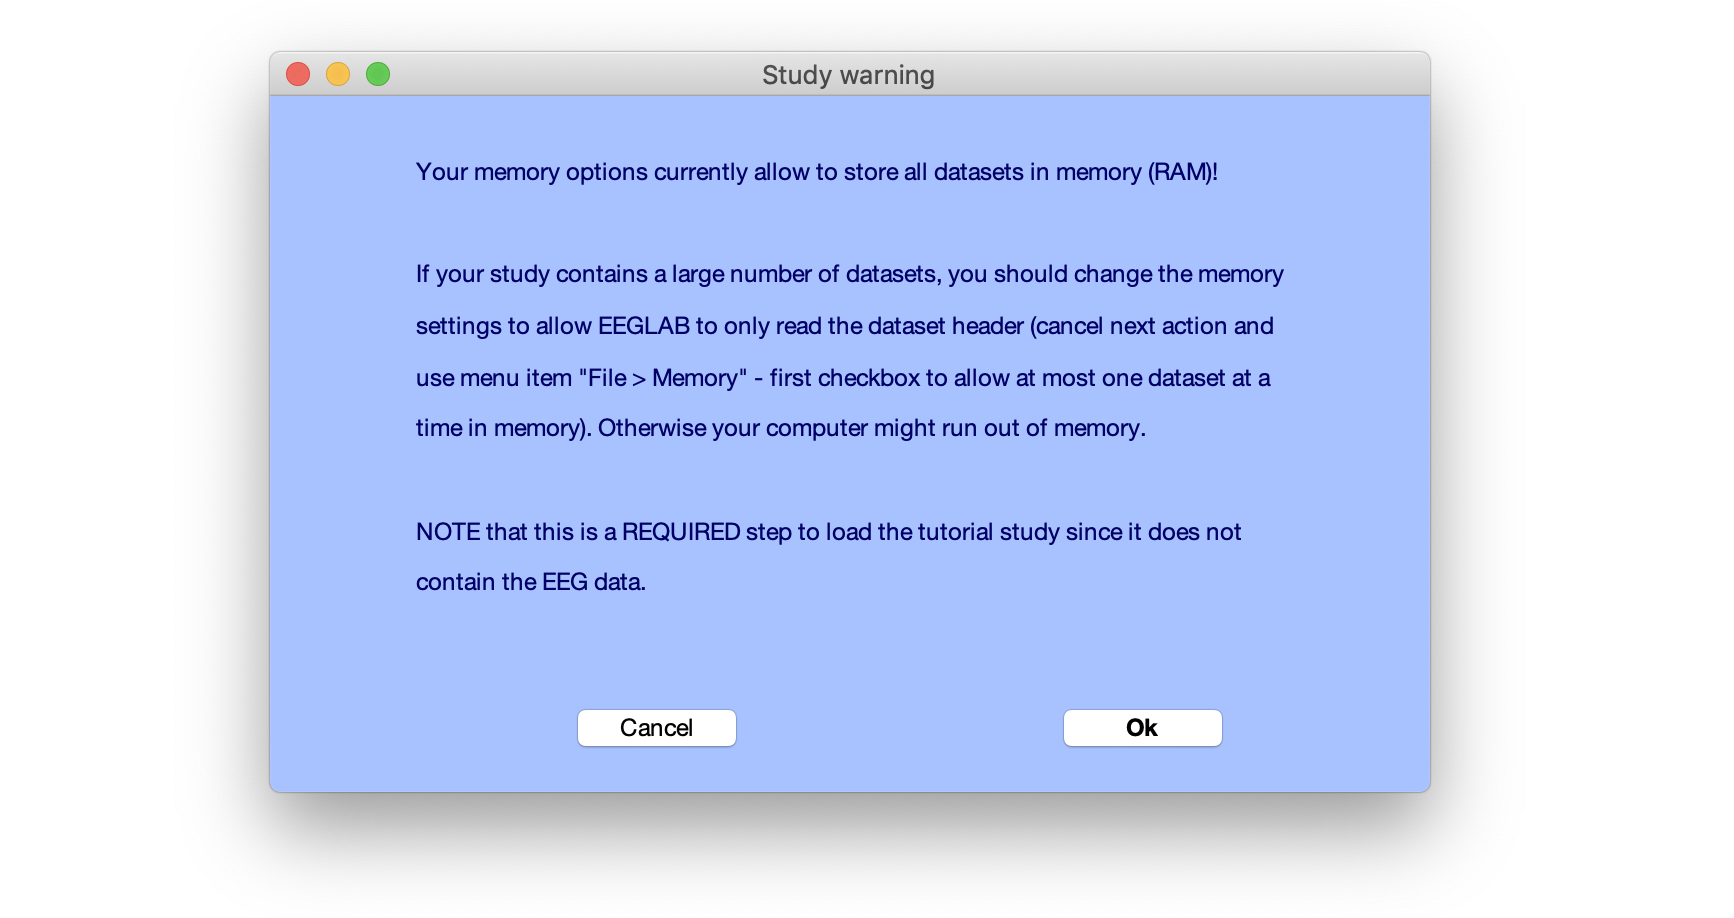 Study warning
Your memory options currently allow to store all datasets in memory (RAM)!
If your study contains a large number of datasets, you should change the memory
settings to allow EEGLAB to only read the dataset header (cancel next action and
use menu item "File > Memory" - first checkbox to allow at most one dataset at a
time in memory). Otherwise your computer might run out of memory.
NOTE that this is a REQUIRED step to load the tutorial study since it does not
contain the EEG data.
Cancel
Ok